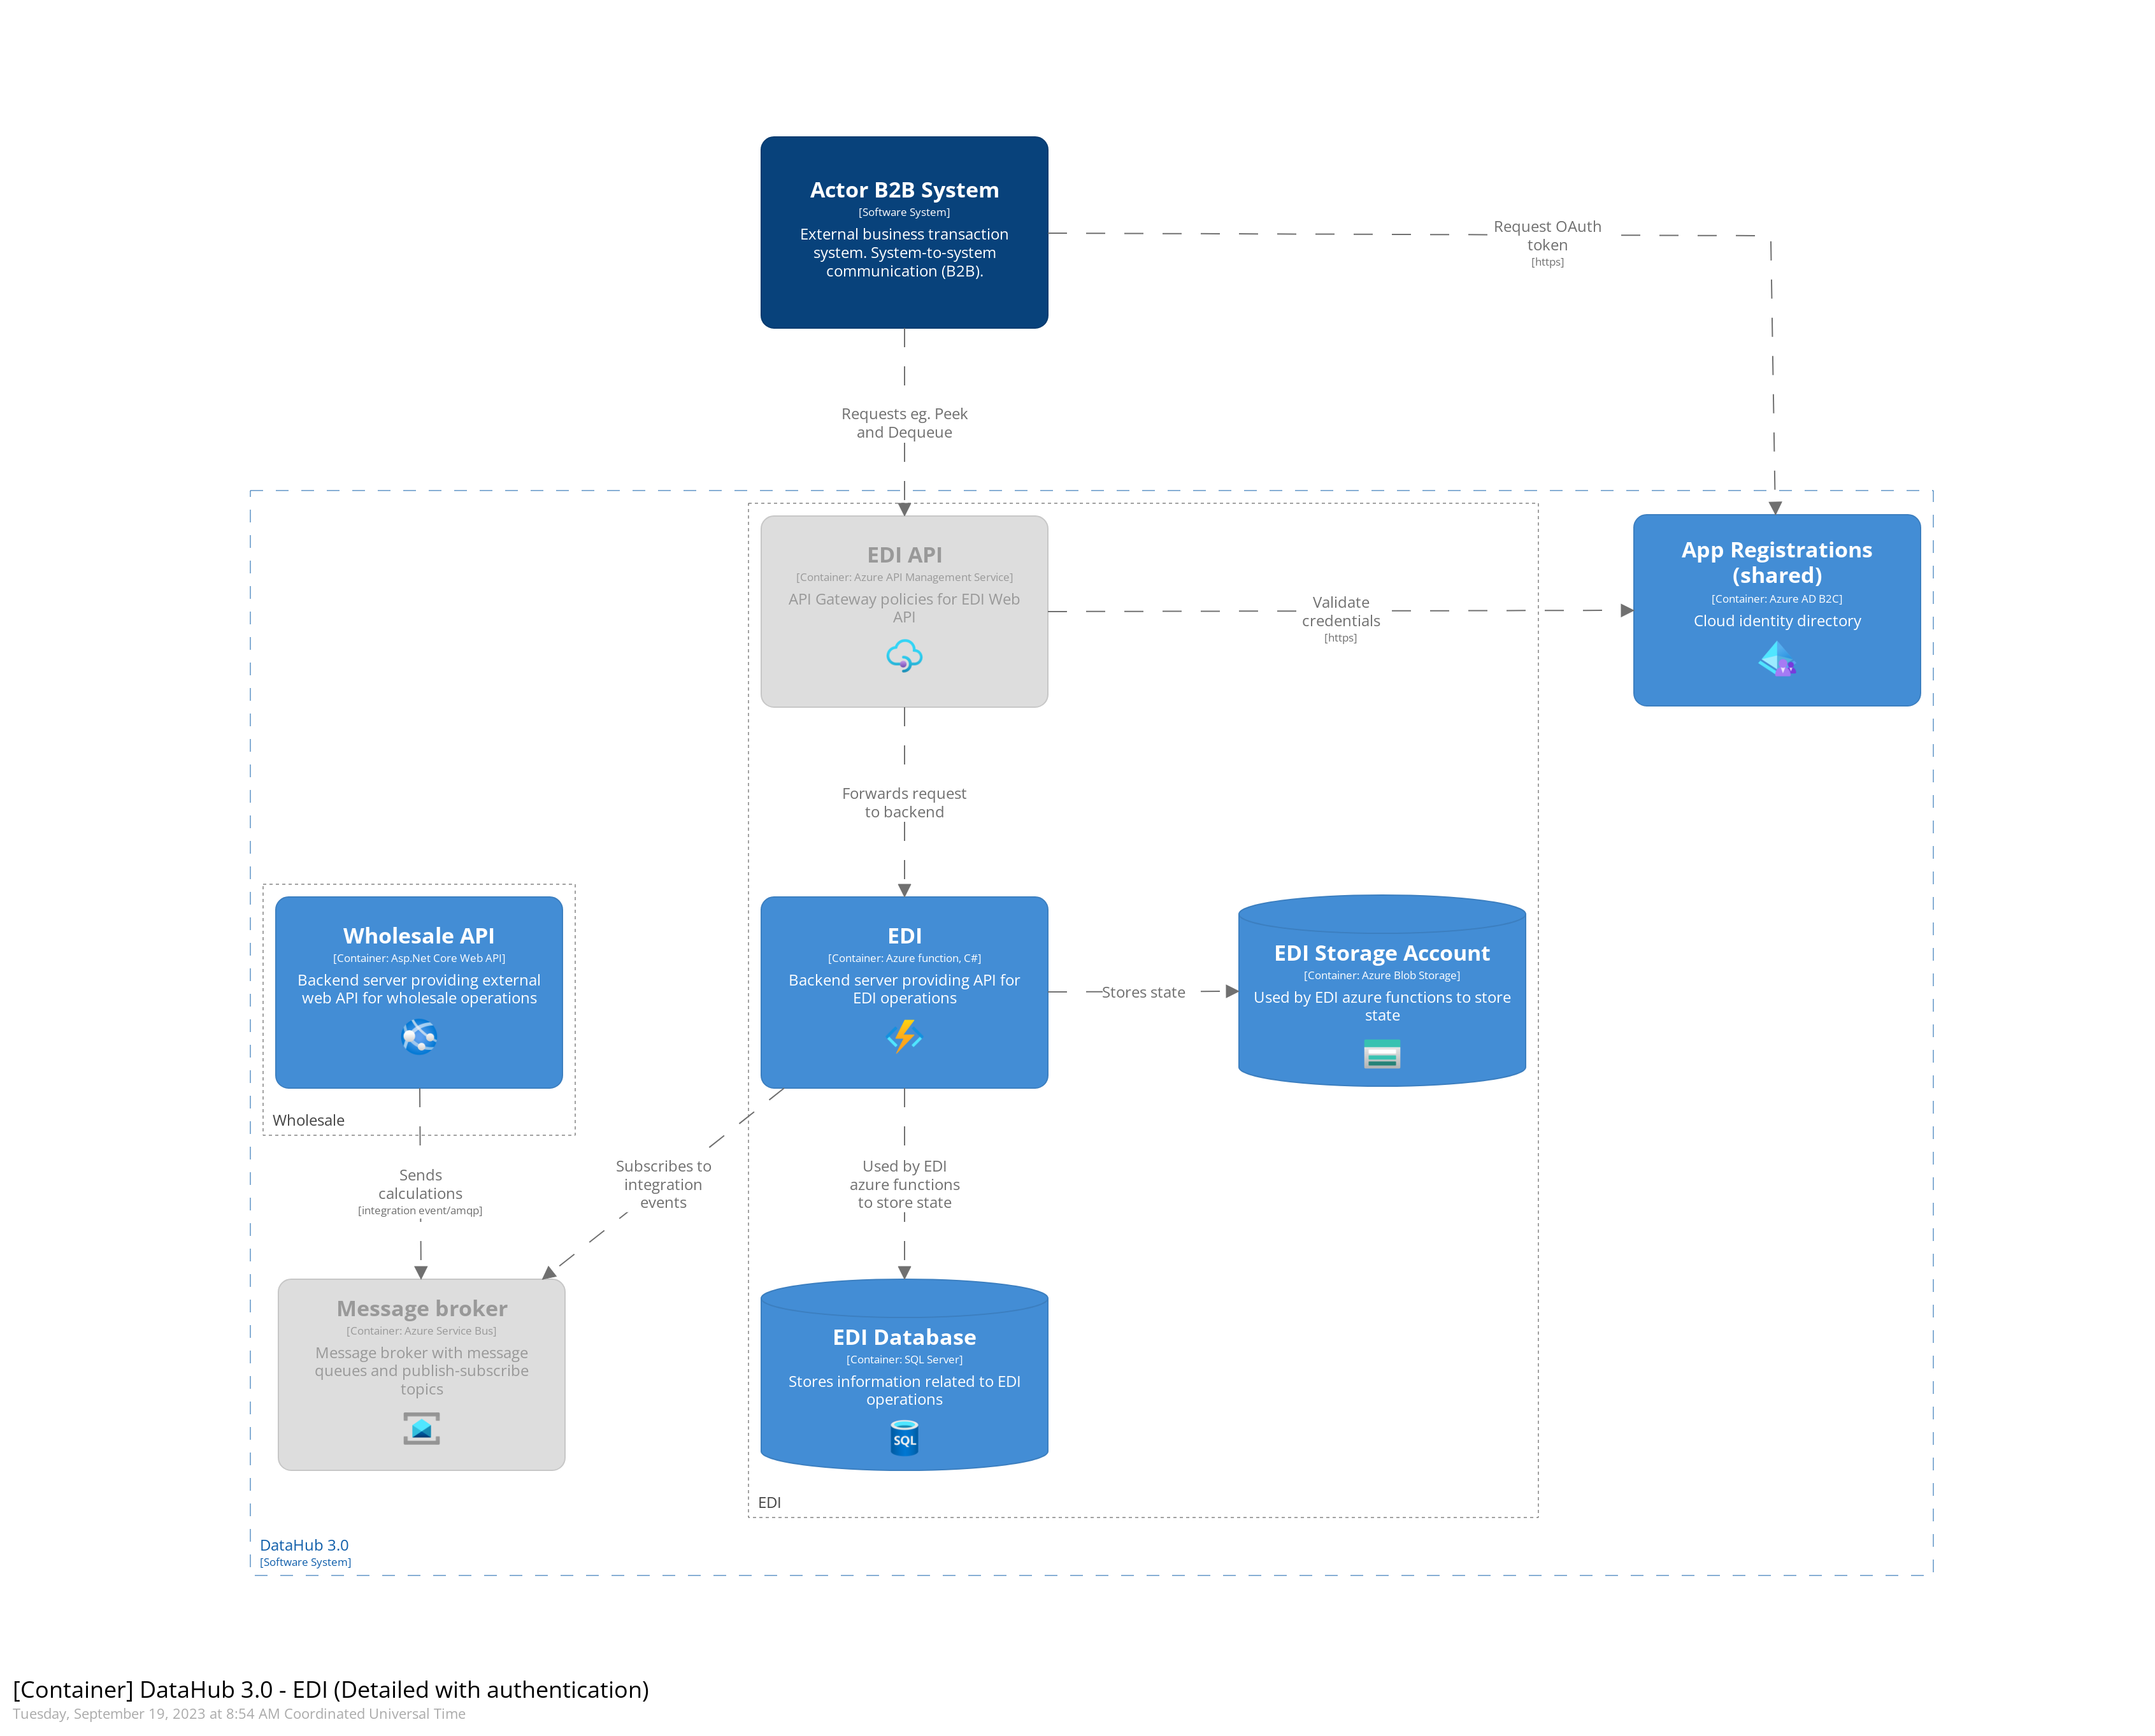 Actor B2B System
[Software System]
External business transaction
system. System-to-system
communication (B2B).
Request OAuth
token
[https]
Requests eg. Peek
and Dequeue
EDI API
[Container: Azure API Management Service]
API Gateway policies for EDI Web
API
Validate
credentials
[https]
App Registrations
(shared)
[Container: Azure AD B2C]
Cloud identity directory
Forwards request
to backend
Wholesale API
[Container: Asp.Net Core Web API]
Backend server providing external
web API for wholesale operations
Wholesale
EDI
[Container: Azure function, C#]
Backend server providing API for
EDI operations
Stores state
EDI Storage Account
[Container: Azure Blob Storage]
Used by EDI azure functions to store
state
Sends
calculations
[integration event/amqp]
Subscribes to
integration
events
Used by EDI
azure functions
to store state
Message broker
[Container: Azure Service Bus]
Message broker with message
queues and publish-subscribe
topics
EDI Database
[Container: SQL Server]
Stores information related to EDI
operations
SQL
EDI
DataHub 3.0
[Software System]
[Container] DataHub 3.0 - EDI (Detailed with authentication)
Tuesday, September 19, 2023 at 8:54 AM Coordinated Universal Time